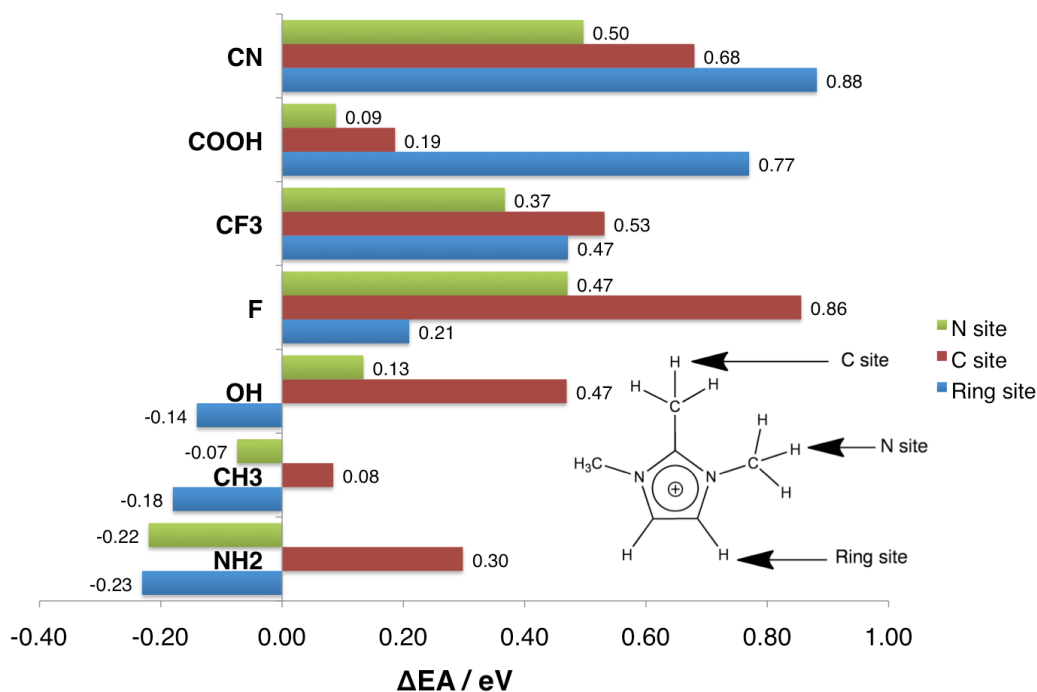 CN
0.50
0.68
0.88
COOH
0.09
0.19
0.77
CF3
0.37
0.53
0.47
F
0.47
0.86
0.21
OH
0.13
0.47
-0.14
CH3
-0.07
0.08
-0.18
NH2
-0.22
0.30
-0.23
N site
C site
Ring site
H
C site
H
H
C
H
H
N site
H₃C
N
N
C
H
⊕
H
H
Ring site
-0.40 -0.20 0.00 0.20 0.40 0.60 0.80 1.00
ΔEA / eV